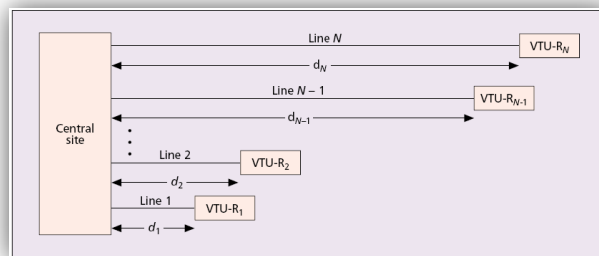 Line N
VTU-R_N
d_N
Line N – 1
VTU-R_N-1
d_N–1
Central
site
Line 2
VTU-R_2
d_2
Line 1
VTU-R_1
d_1